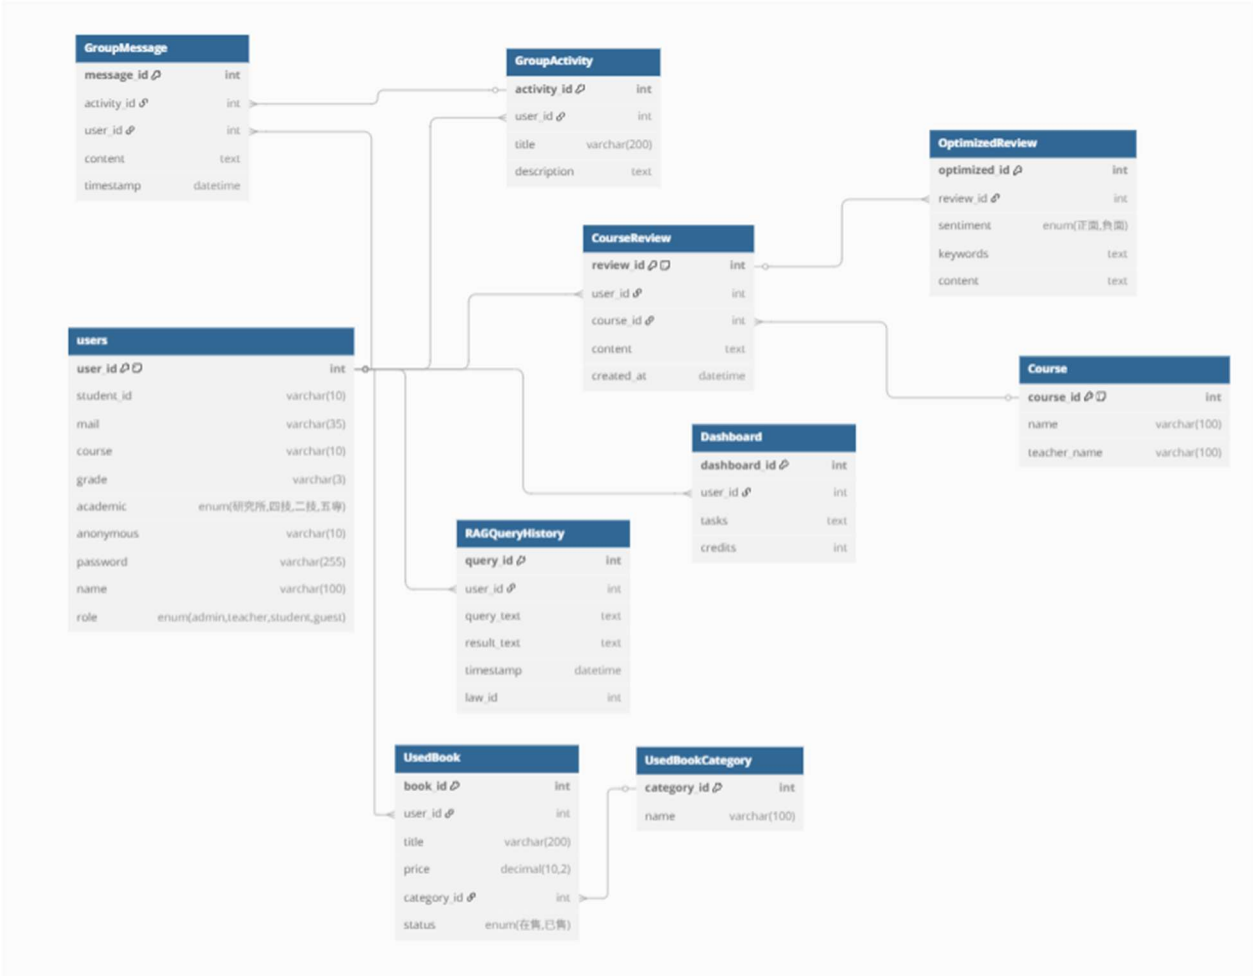 GroupMessage
message_id int
activity_id int
user_id int
content text
timestamp datetime
GroupActivity
activity_id int
user_id int
title varchar(200)
description text
OptimizedReview
optimized_id int
review_id int
sentiment enum(正面,負面)
keywords text
content text
CourseReview
review_id int
user_id int
course_id int
content text
created_at datetime
users
user_id int
student_id varchar(10)
mail varchar(35)
course varchar(10)
grade varchar(3)
academic enum(研究所,四技,二技,五專)
anonymous varchar(10)
password varchar(255)
name varchar(100)
role enum(admin,teacher,student,guest)
Course
course_id int
name varchar(100)
teacher_name varchar(100)
Dashboard
dashboard_id int
user_id int
tasks text
credits int
RAGQueryHistory
query_id int
user_id int
query_text text
result_text text
timestamp datetime
law_id int
UsedBook
book_id int
user_id int
title varchar(200)
price decimal(10,2)
category_id int
status enum(在售,已售)
UsedBookCategory
category_id int
name varchar(100)